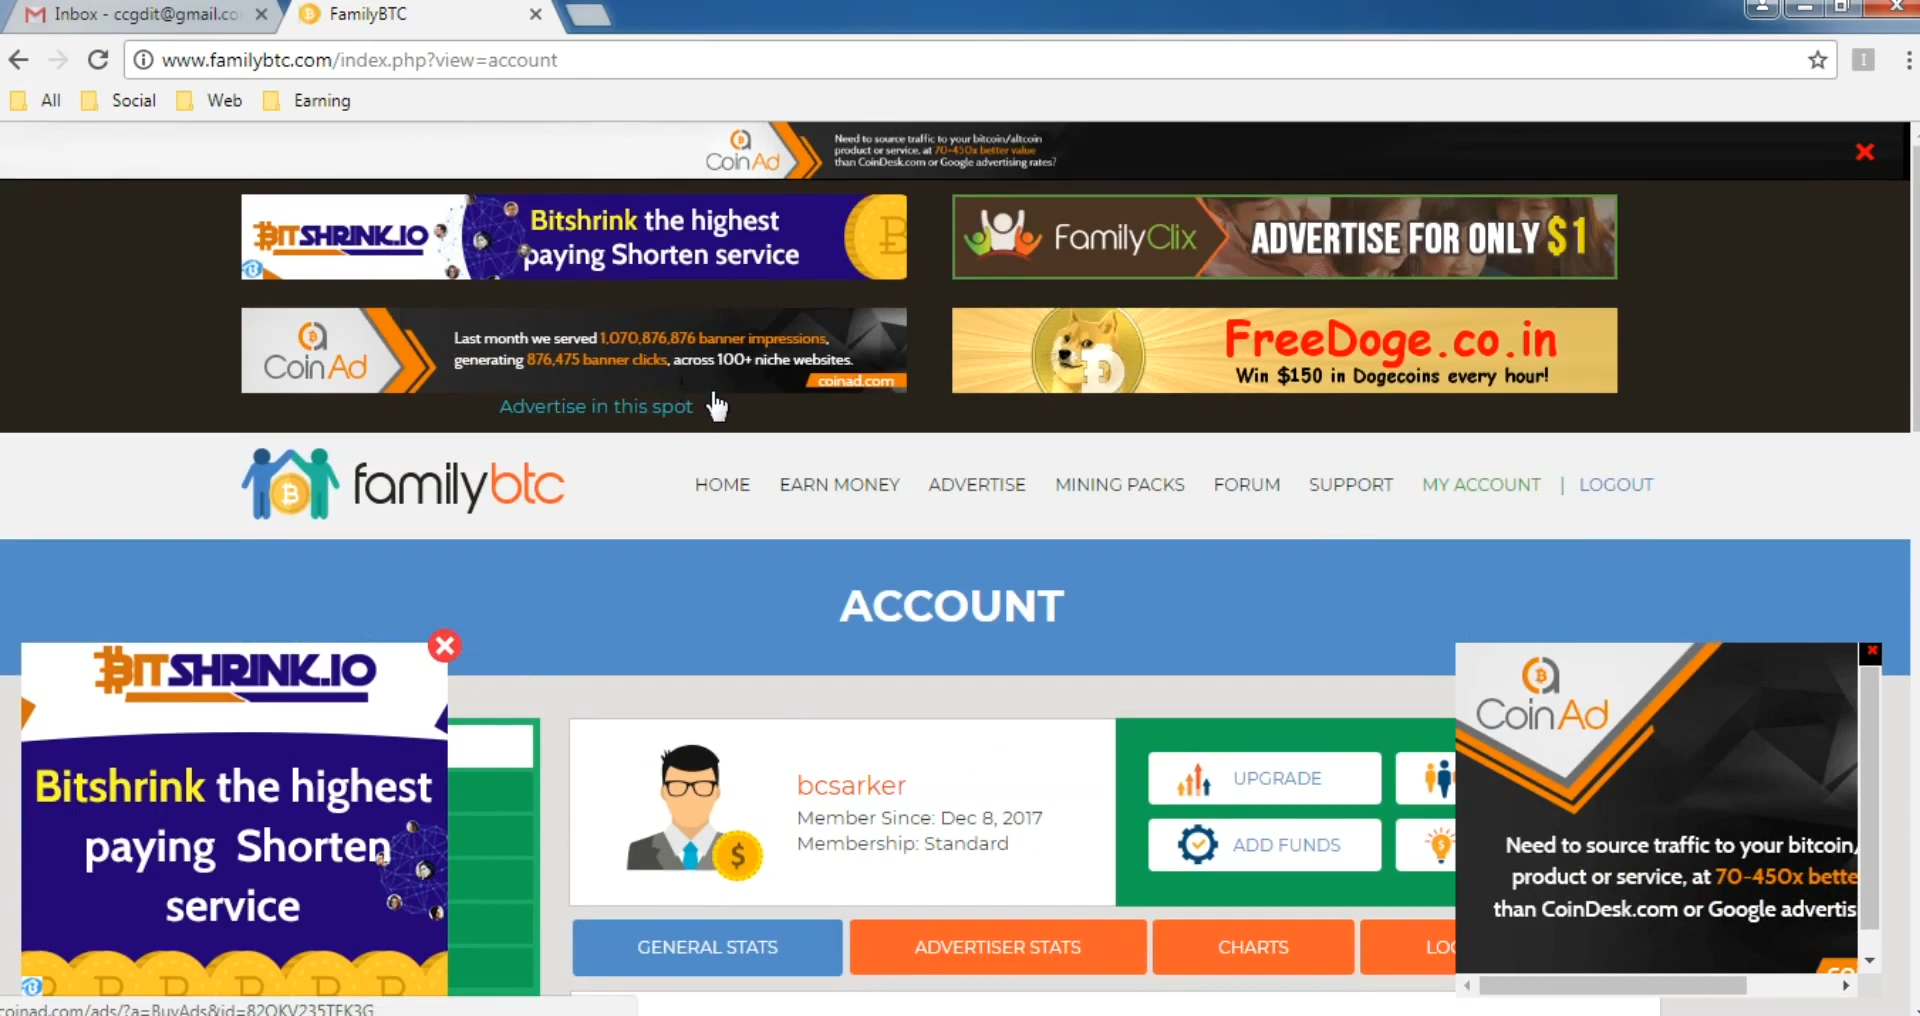 Inbox - ccgdit@gmail.co
FamilyBTC
www.familybtc.com/index.php?view=account
All
Social
Web
Earning
CoinAd
Need to source traffic to your bitcoin/altcoin
product or service, at 70-450x better value
than CoinDesk.com or Google advertising rates?
BITSHRINK.IO
Bitshrink the highest
paying Shorten service
FamilyClix
ADVERTISE FOR ONLY $1
CoinAd
Last month we served 1,070,876,876 banner impressions,
generating 876,475 banner clicks, across 100+ niche websites.
coinad.com
FreeDoge.co.in
Win $150 in Dogecoins every hour!
Advertise in this spot
familybtc
HOME
EARN MONEY
ADVERTISE
MINING PACKS
FORUM
SUPPORT
MY ACCOUNT
|
LOGOUT
ACCOUNT
BITSHRINK.IO
Bitshrink the highest
paying Shorten
service
bcsarker
Member Since: Dec 8, 2017
Membership: Standard
UPGRADE
ADD FUNDS
CoinAd
Need to source traffic to your bitcoin/
product or service, at 70-450x bette
than CoinDesk.com or Google advertis
GENERAL STATS
ADVERTISER STATS
CHARTS
LO